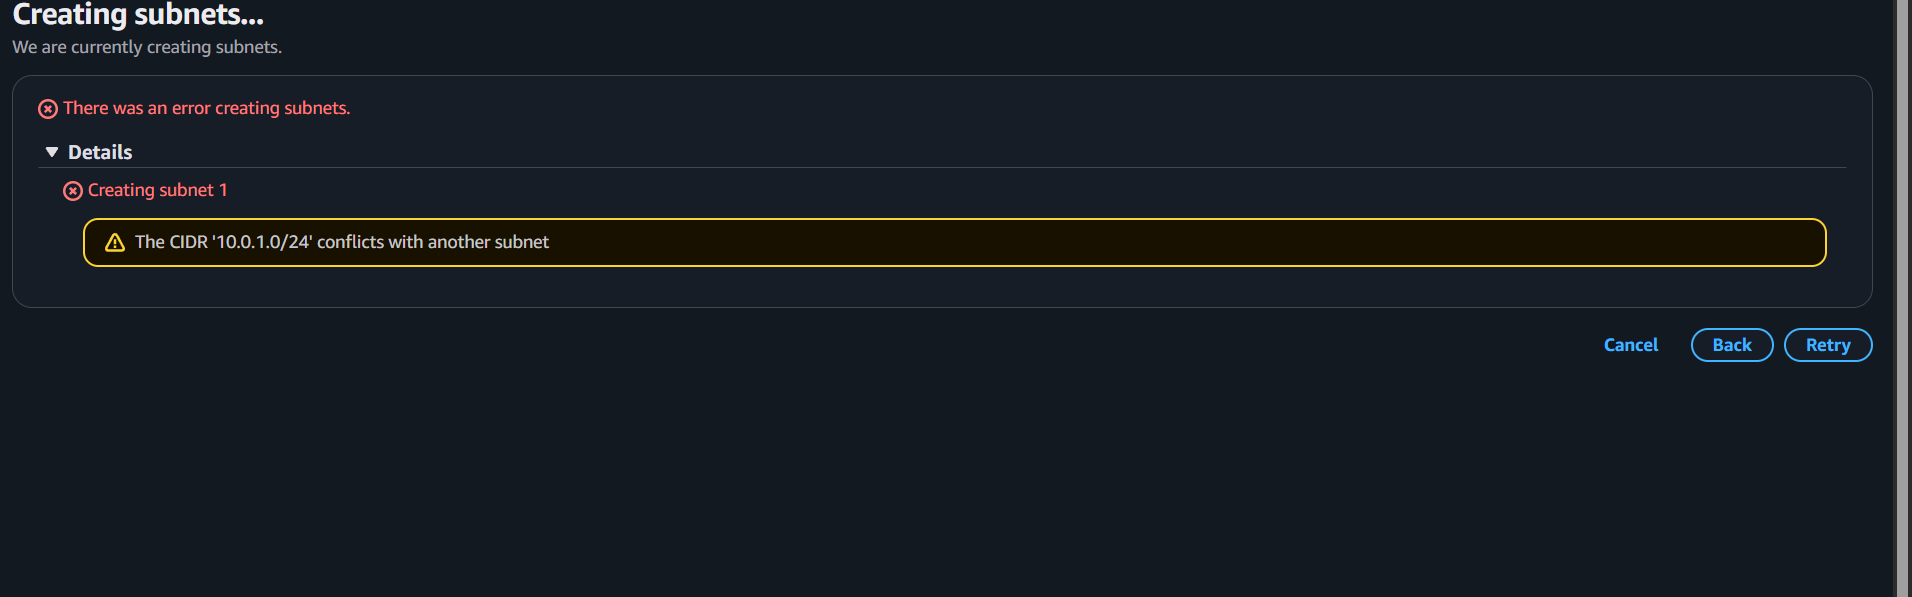 Creating subnets...
We are currently creating subnets.
There was an error creating subnets.
Details
Creating subnet 1
The CIDR '10.0.1.0/24' conflicts with another subnet
Cancel
Back
Retry